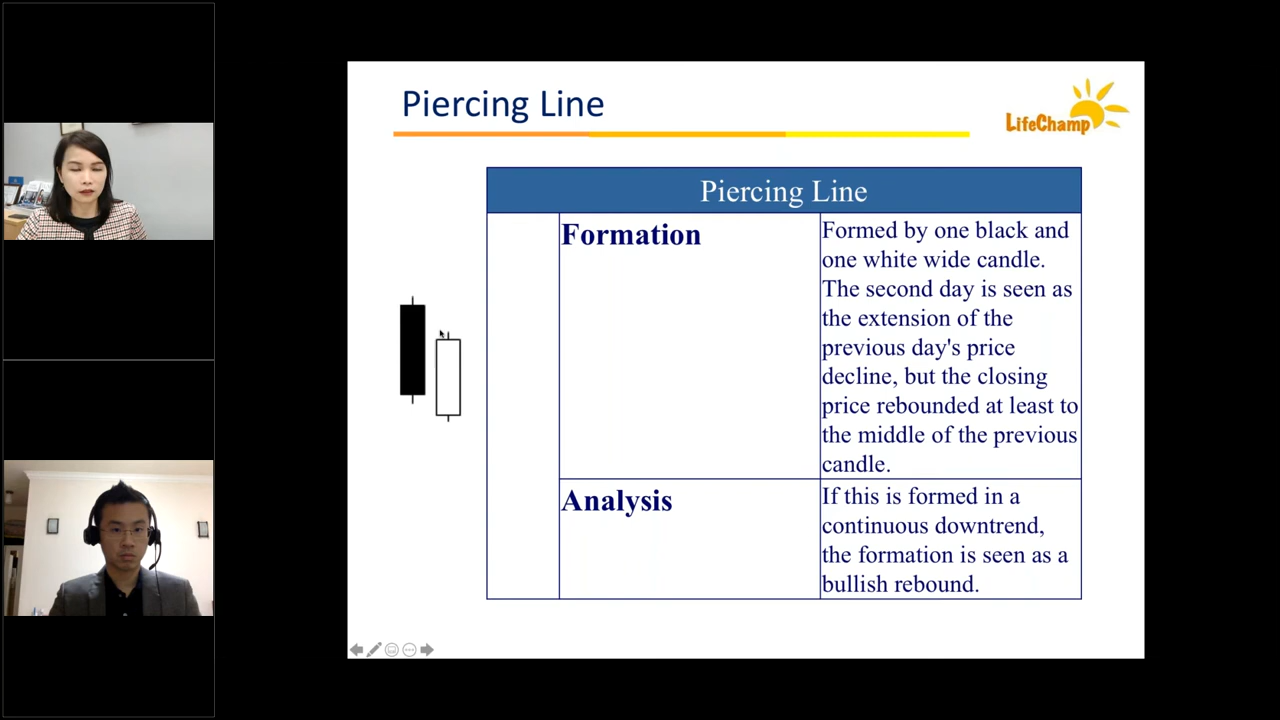 Piercing Line
LifeChamp
Piercing Line
Formation
Formed by one black and
one white wide candle.
The second day is seen as
the extension of the
previous day's price
decline, but the closing
price rebounded at least to
the middle of the previous
candle.
Analysis
If this is formed in a
continuous downtrend,
the formation is seen as a
bullish rebound.